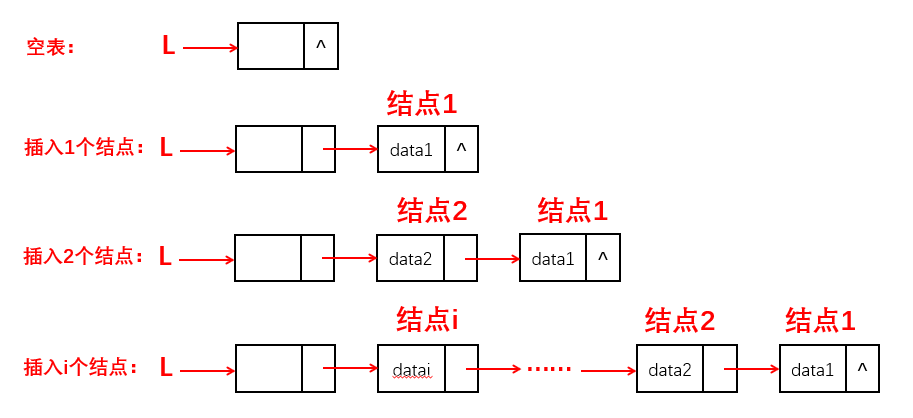 空表： L ^
结点1
插入1个结点： L data1 ^
结点2 结点1
插入2个结点： L data2 data1 ^
结点i 结点2 结点1
插入i个结点： L datai …… data2 data1 ^